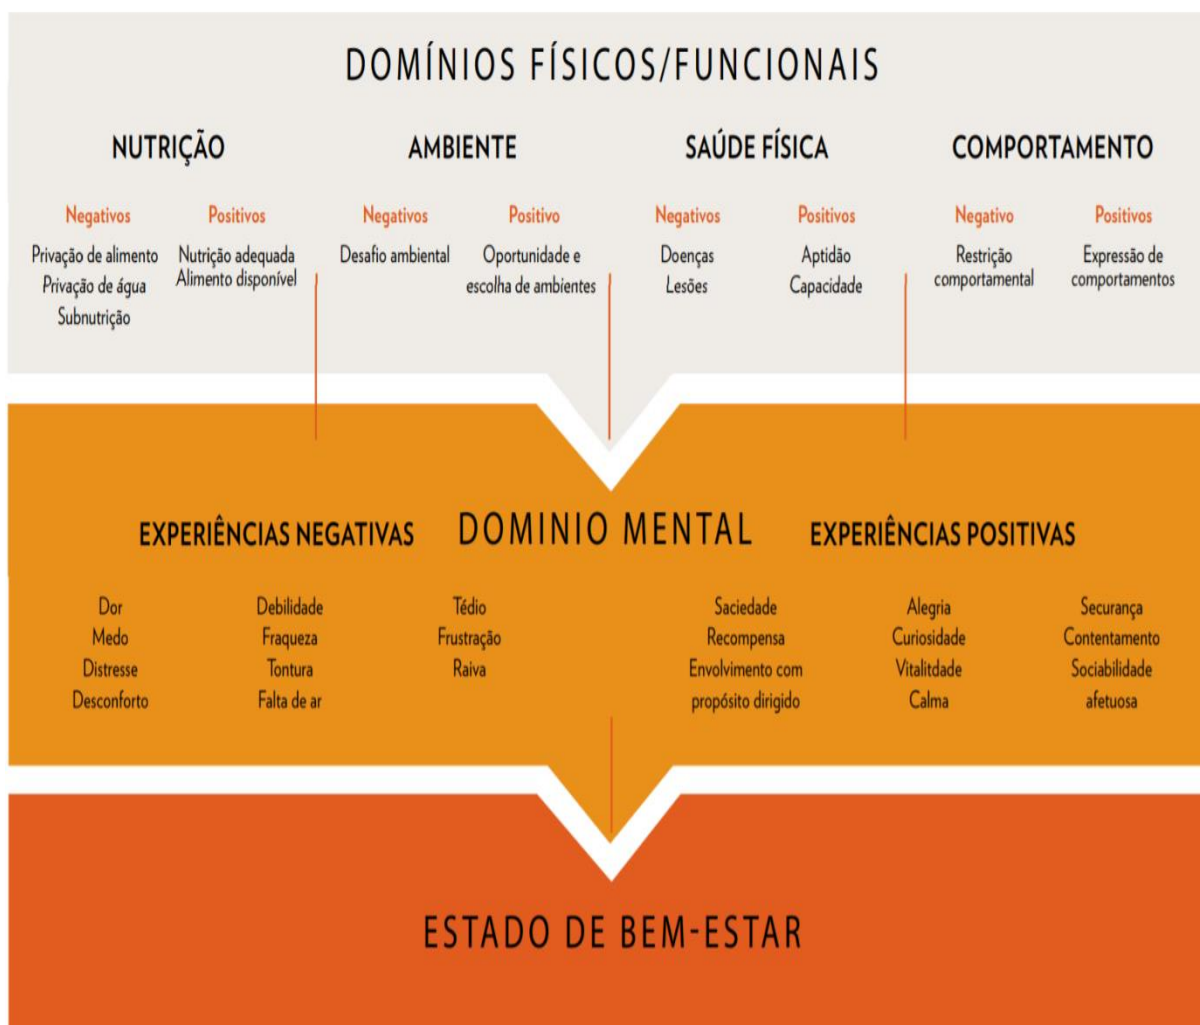 DOMÍNIOS FÍSICOS/FUNCIONAIS
NUTRIÇÃO
Negativos
Privação de alimento
Privação de água
Subnutrição
Positivos
Nutrição adequada
Alimento disponível
AMBIENTE
Negativos
Desafio ambiental
Positivo
Oportunidade e
escolha de ambientes
SAÚDE FÍSICA
Negativos
Doenças
Lesões
Positivos
Aptidão
Capacidade
COMPORTAMENTO
Negativo
Restrição
comportamental
Positivos
Expressão de
comportamentos
DOMINIO MENTAL
EXPERIÊNCIAS NEGATIVAS
Dor
Medo
Distresse
Desconforto
Debilidade
Fraqueza
Tontura
Falta de ar
Tédio
Frustração
Raiva
EXPERIÊNCIAS POSITIVAS
Saciedade
Recompensa
Envolvimento com
propósito dirigido
Alegria
Curiosidade
Vitalitdade
Calma
Securança
Contentamento
Sociabilidade
afetuosa
ESTADO DE BEM-ESTAR